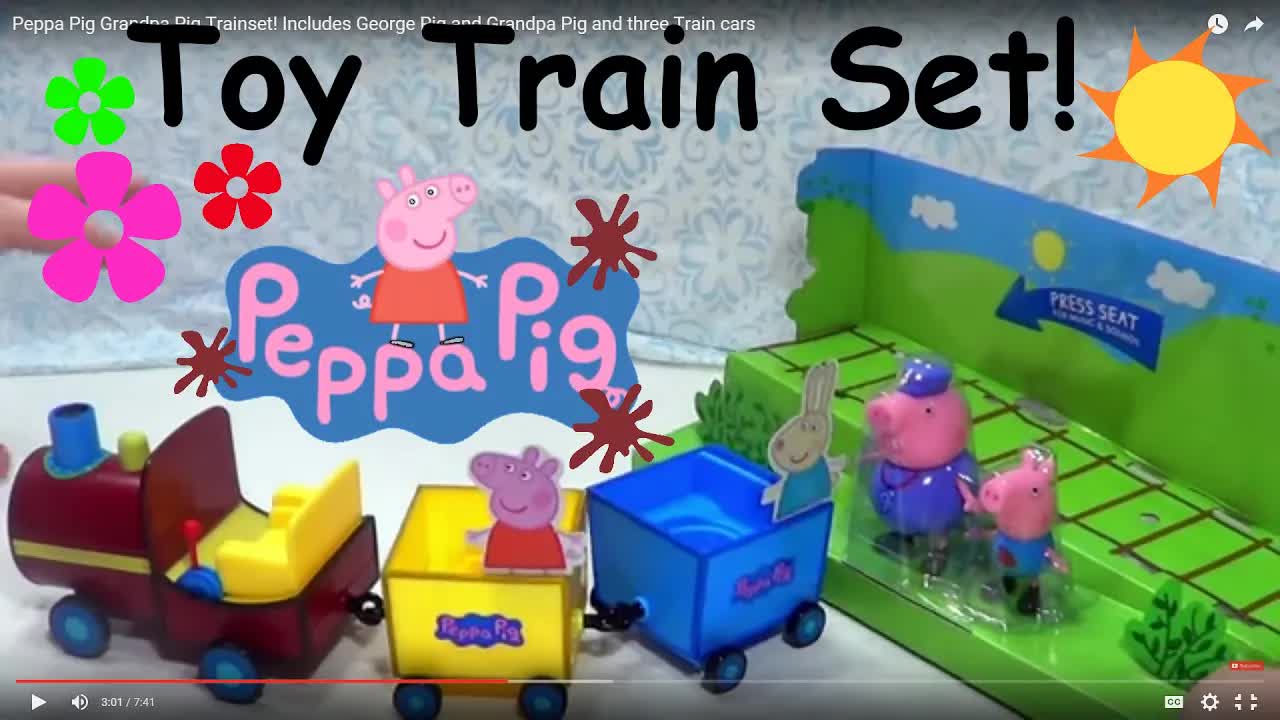 Peppa Pig Grandpa Pig Trainset! Includes George Pig and Grandpa Pig and three Train cars
Toy Train Set!
Peppa Pig
PRESS SEAT
FOR MUSIC & SOUNDS
Peppa Pig
Peppa Pig
Subscribe
3:01 / 7:41
CC